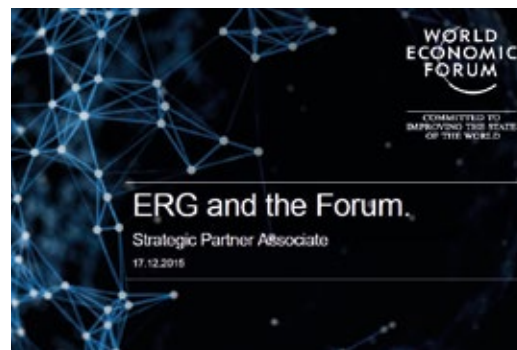 WORLD
ECONOMIC
FORUM
COMMITTED TO
IMPROVING THE STATE
OF THE WORLD
ERG and the Forum.
Strategic Partner Associate
17.12.2015